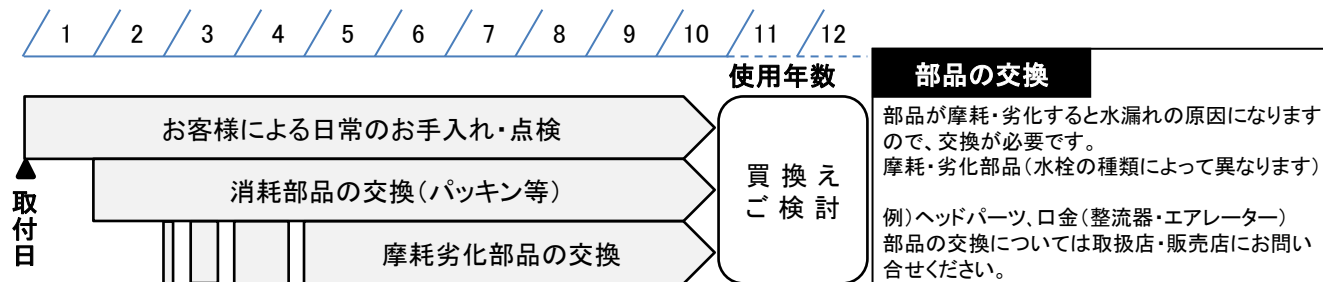 1 2 3 4 5 6 7 8 9 10 11 12
使用年数
お客様による日常のお手入れ・点検
消耗部品の交換(パッキン等)
摩耗劣化部品の交換
取付日
買換え
ご検討
部品の交換
部品が摩耗・劣化すると水漏れの原因になります
ので、交換が必要です。
摩耗・劣化部品(水栓の種類によって異なります)
例)ヘッドパーツ、口金(整流器・エアレーター)
部品の交換については取扱店・販売店にお問い
合せください。